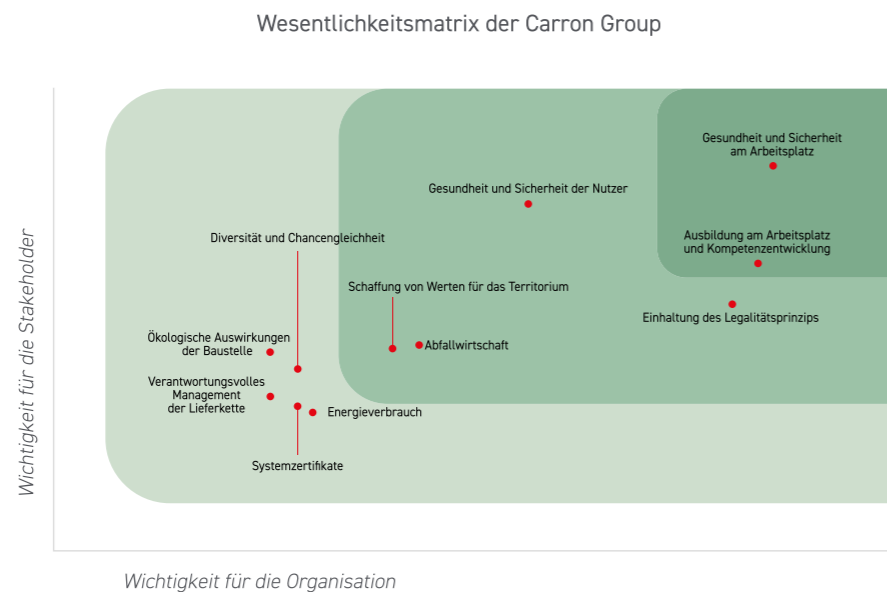 Wesentlichkeitsmatrix der Carron Group
Gesundheit und Sicherheit
am Arbeitsplatz
Gesundheit und Sicherheit der Nutzer
Ausbildung am Arbeitsplatz
und Kompetenzentwicklung
Diversität und Chancengleichheit
Schaffung von Werten für das Territorium
Einhaltung des Legalitätsprinzips
Ökologische Auswirkungen
der Baustelle
Abfallwirtschaft
Verantwortungsvolles
Management
der Lieferkette
Energieverbrauch
Systemzertifikate
Wichtigkeit für die Stakeholder
Wichtigkeit für die Organisation